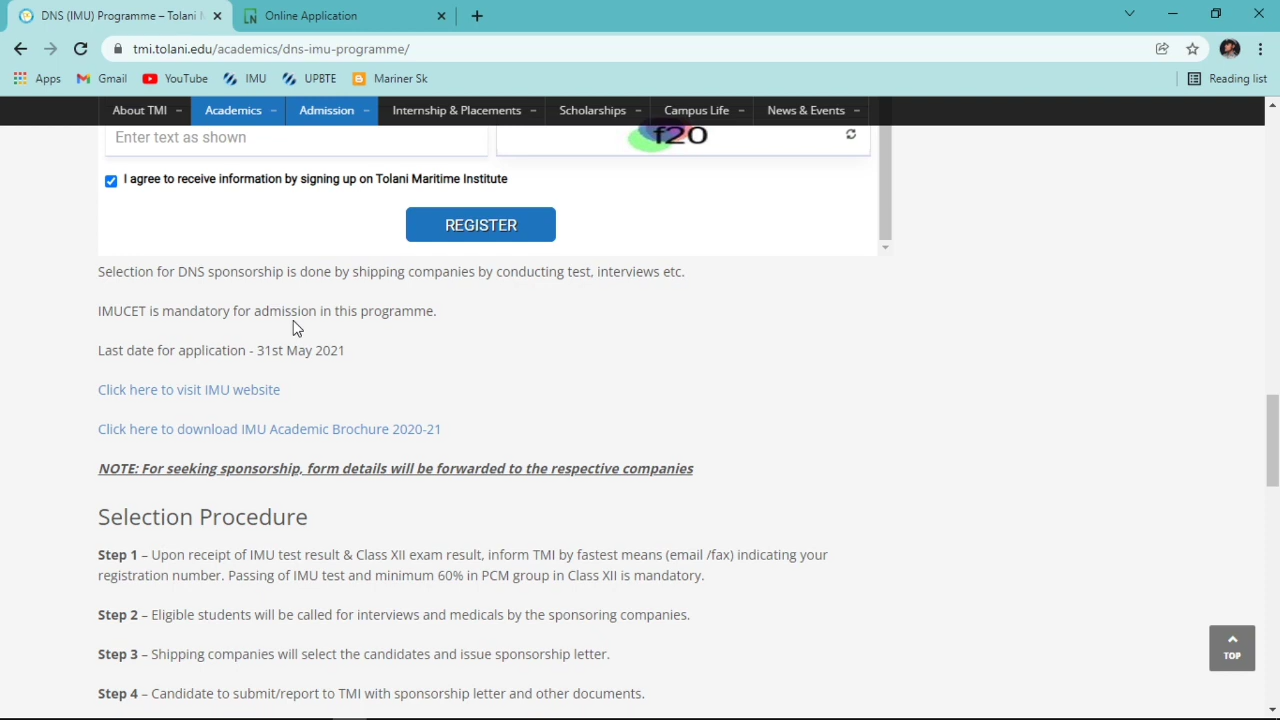 DNS (IMU) Programme – Tolani
Online Application
tmi.tolani.edu/academics/dns-imu-programme/
Apps Gmail YouTube IMU UPBTE Mariner Sk Reading list
About TMI Academics Admission Internship & Placements Scholarships Campus Life News & Events
Enter text as shown
f20
I agree to receive information by signing up on Tolani Maritime Institute
REGISTER
Selection for DNS sponsorship is done by shipping companies by conducting test, interviews etc.
IMUCET is mandatory for admission in this programme.
Last date for application - 31st May 2021
Click here to visit IMU website
Click here to download IMU Academic Brochure 2020-21
NOTE: For seeking sponsorship, form details will be forwarded to the respective companies
Selection Procedure
Step 1 – Upon receipt of IMU test result & Class XII exam result, inform TMI by fastest means (email /fax) indicating your
registration number. Passing of IMU test and minimum 60% in PCM group in Class XII is mandatory.
Step 2 – Eligible students will be called for interviews and medicals by the sponsoring companies.
Step 3 – Shipping companies will select the candidates and issue sponsorship letter.
TOP
Step 4 – Candidate to submit/report to TMI with sponsorship letter and other documents.